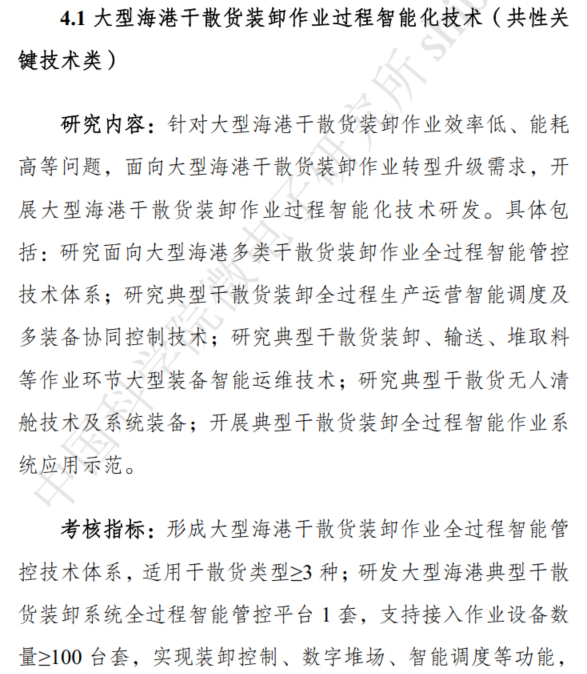 4.1 大型海港干散货装卸作业过程智能化技术（共性关
键技术类）
研究内容：针对大型海港干散货装卸作业效率低、能耗
高等问题，面向大型海港干散货装卸作业转型升级需求，开
展大型海港干散货装卸作业过程智能化技术研发。具体包
括：研究面向大型海港多类干散货装卸作业全过程智能管控
技术体系；研究典型干散货装卸全过程生产运营智能调度及
多装备协同控制技术；研究典型干散货装卸、输送、堆取料
等作业环节大型装备智能运维技术；研究典型干散货无人清
舱技术及系统装备；开展典型干散货装卸全过程智能作业系
统应用示范。
考核指标：形成大型海港干散货装卸作业全过程智能管
控技术体系，适用干散货类型≥3 种；研发大型海港典型干散
货装卸系统全过程智能管控平台 1 套，支持接入作业设备数
量≥100 台套，实现装卸控制、数字堆场、智能调度等功能，
中国科学院微电子研究所